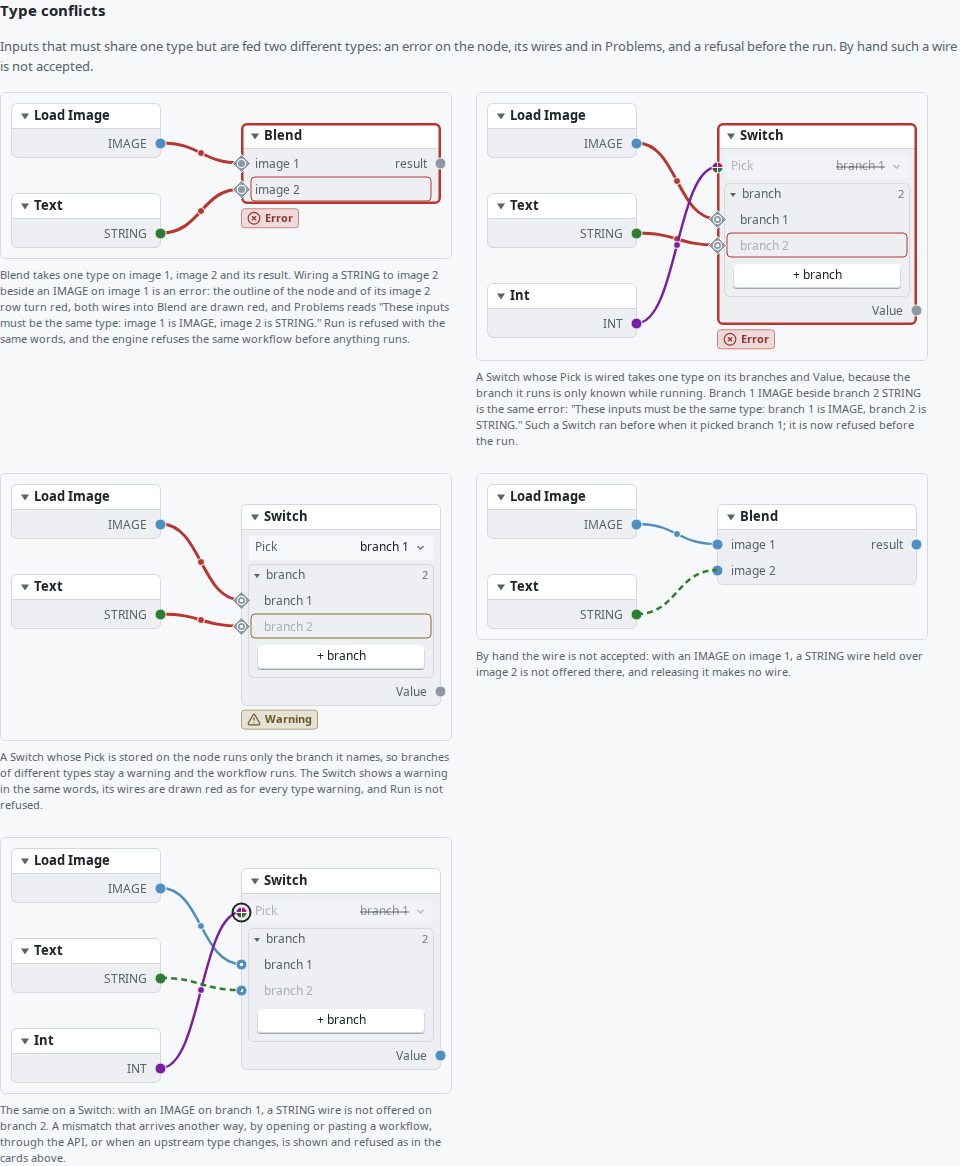 Type conflicts
Inputs that must share one type but are fed two different types: an error on the node, its wires and in Problems, and a refusal before the run. By hand such a wire
is not accepted.
Load Image
IMAGE
Text
STRING
Blend
image 1
result
image 2
Error
Blend takes one type on image 1, image 2 and its result. Wiring a STRING to image 2
beside an IMAGE on image 1 is an error: the outline of the node and of its image 2
row turn red, both wires into Blend are drawn red, and Problems reads "These inputs
must be the same type: image 1 is IMAGE, image 2 is STRING." Run is refused with the
same words, and the engine refuses the same workflow before anything runs.
Load Image
IMAGE
Text
STRING
Int
INT
Switch
Pick
branch 1
branch
2
branch 1
branch 2
+ branch
Value
Error
A Switch whose Pick is wired takes one type on its branches and Value, because the
branch it runs is only known while running. Branch 1 IMAGE beside branch 2 STRING
is the same error: "These inputs must be the same type: branch 1 is IMAGE, branch 2 is
STRING." Such a Switch ran before when it picked branch 1; it is now refused before
the run.
Load Image
IMAGE
Text
STRING
Switch
Pick
branch 1
branch
2
branch 1
branch 2
+ branch
Value
Warning
A Switch whose Pick is stored on the node runs only the branch it names, so branches
of different types stay a warning and the workflow runs. The Switch shows a warning
in the same words, its wires are drawn red as for every type warning, and Run is not
refused.
Load Image
IMAGE
Text
STRING
Blend
image 1
result
image 2
By hand the wire is not accepted: with an IMAGE on image 1, a STRING wire held over
image 2 is not offered there, and releasing it makes no wire.
Load Image
IMAGE
Text
STRING
Int
INT
Switch
Pick
branch 1
branch
2
branch 1
branch 2
+ branch
Value
The same on a Switch: with an IMAGE on branch 1, a STRING wire is not offered on
branch 2. A mismatch that arrives another way, by opening or pasting a workflow,
through the API, or when an upstream type changes, is shown and refused as in the
cards above.